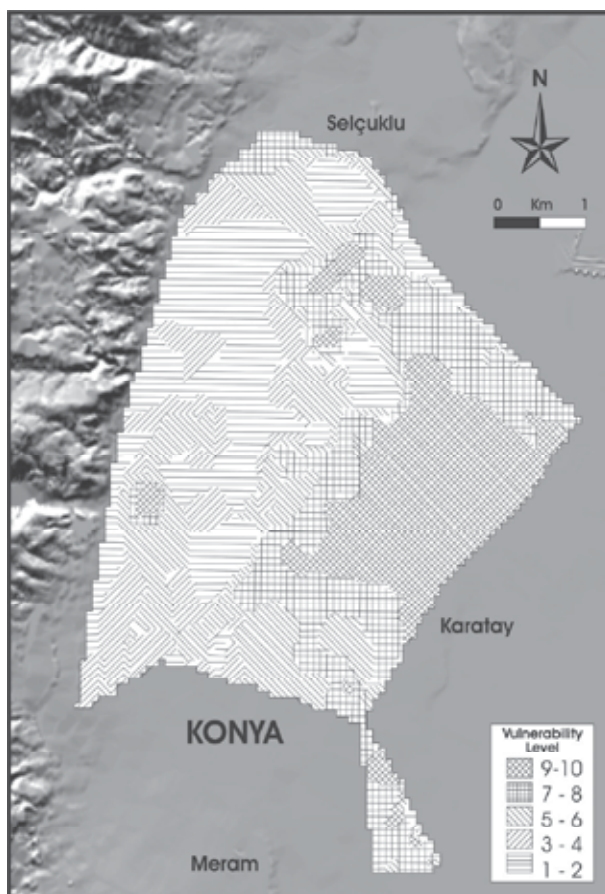 Selçuklu
N
0 Km 1
Karatay
KONYA
Meram
Vulnerability
Level
9-10
7 - 8
5 - 6
3 - 4
1 - 2